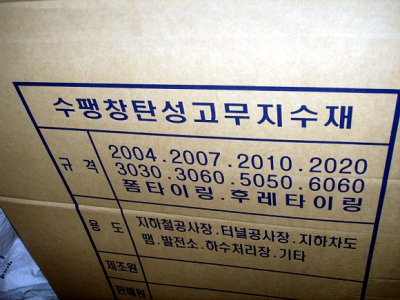 수팽창탄성고무지수재
규격 2004.2007.2010.2020
3030.3060.5050.6060
폼타이링.후레타이링
용도 지하철공사장.터널공사장.지하차도
땜.발전소.하수처리장.기타
제조원
판매원